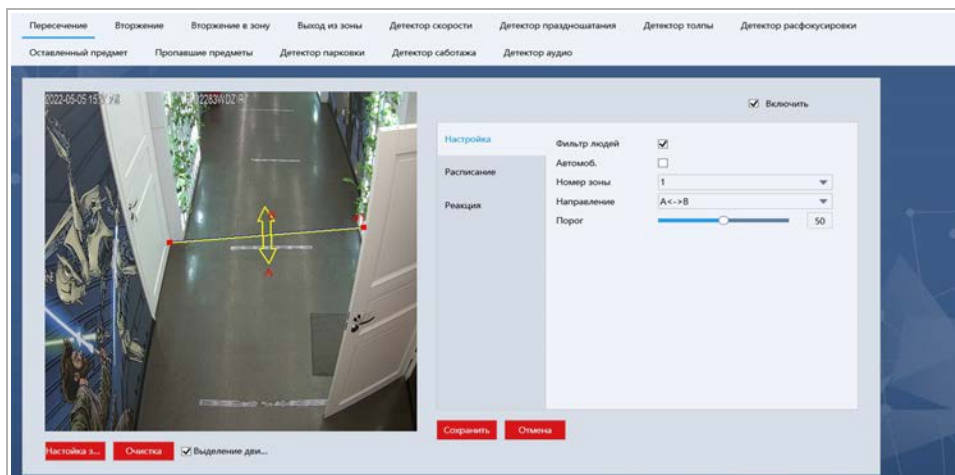 Пересечение Вторжение Вторжение в зону Выход из зоны Детектор скорости Детектор праздношатания Детектор толпы Детектор расфокусировки
Оставленный предмет Пропавшие предметы Детектор парковки Детектор саботажа Детектор аудио
2022-05-05
Включить
Настройка
Расписание
Реакция
Фильтр людей
Автомоб.
Номер зоны 1
Направление A<->B
Порог 50
A
Сохранить Отмена
Настойка з... Очистка Выделение дви...